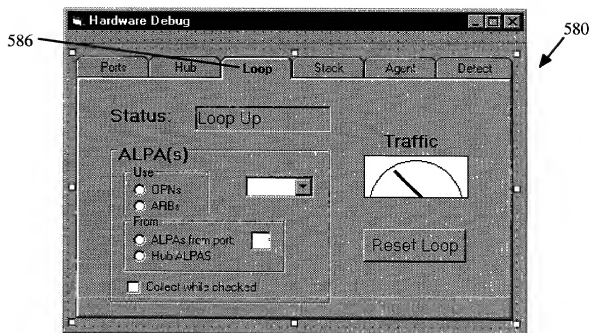 Hardware Debug
586
580
Ports Hub Loop Stack Agent Detect
Status: Loop Up
Traffic
ALPA(s)
Use
OPNs
ARBs
From
ALPAs from port:
Hub ALPAS
Reset Loop
Collect while checked